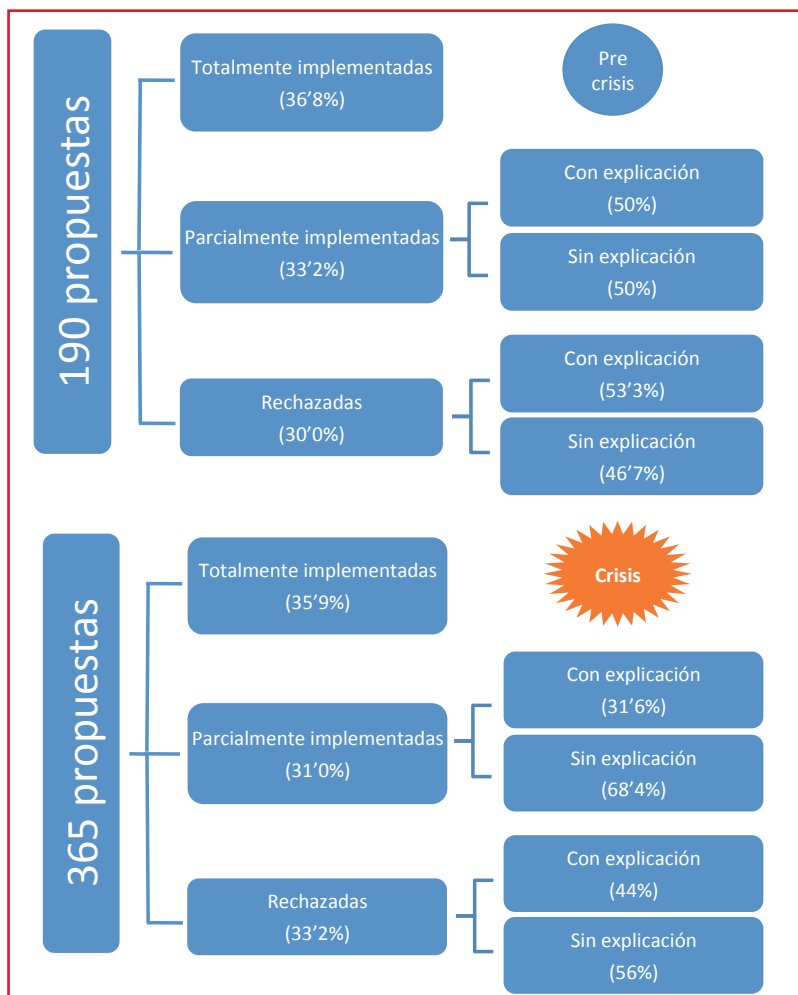 190 propuestas
Totalmente implementadas
(36’8%)
Pre
crisis
Parcialmente implementadas
(33’2%)
Con explicación
(50%)
Sin explicación
(50%)
Rechazadas
(30’0%)
Con explicación
(53’3%)
Sin explicación
(46’7%)
365 propuestas
Totalmente implementadas
(35’9%)
Crisis
Parcialmente implementadas
(31’0%)
Con explicación
(31’6%)
Sin explicación
(68’4%)
Rechazadas
(33’2%)
Con explicación
(44%)
Sin explicación
(56%)